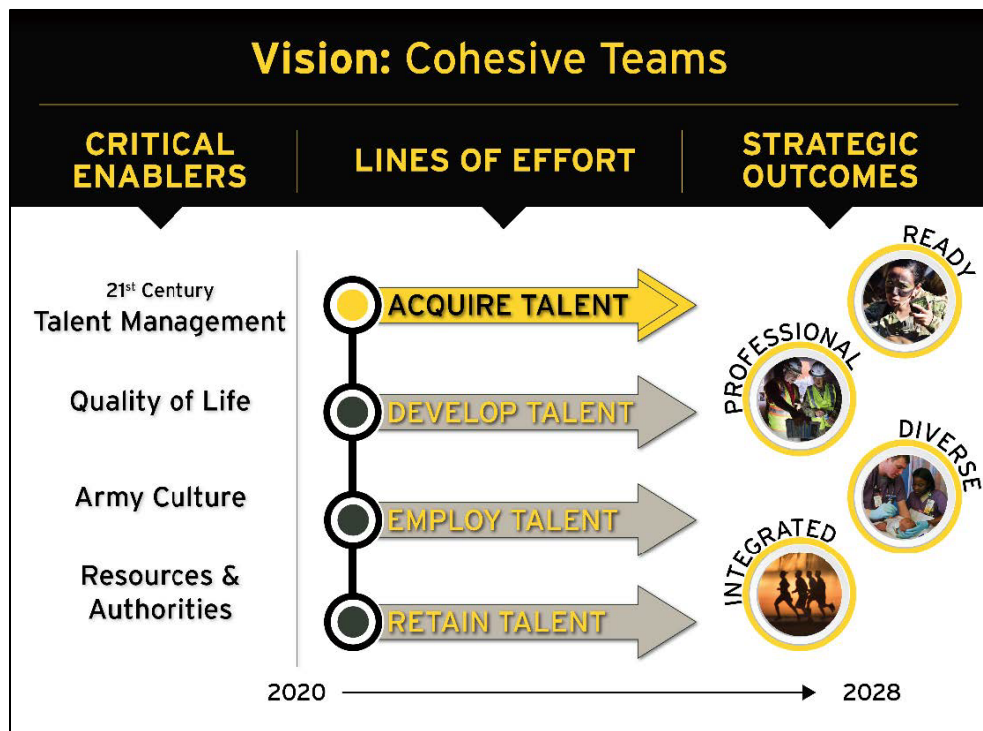 Vision: Cohesive Teams
CRITICAL
ENABLERS
LINES OF EFFORT
STRATEGIC
OUTCOMES
21st Century
Talent Management
Quality of Life
Army Culture
Resources &
Authorities
ACQUIRE TALENT
DEVELOP TALENT
EMPLOY TALENT
RETAIN TALENT
READY
PROFESSIONAL
DIVERSE
INTEGRATED
2020
2028